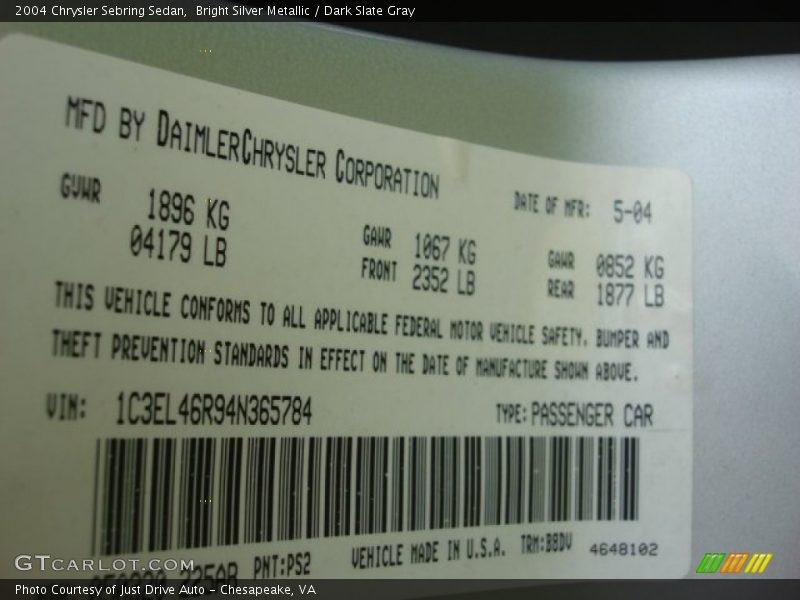 2004 Chrysler Sebring Sedan,  Bright Silver Metallic / Dark Slate Gray
MFD BY DAIMLERCHRYSLER CORPORATION
DATE OF MFR: 5-04
GVWR 1896 KG
04179 LB
GAWR FRONT 1067 KG
2352 LB
GAWR REAR 0852 KG
1877 LB
THIS VEHICLE CONFORMS TO ALL APPLICABLE FEDERAL MOTOR VEHICLE SAFETY, BUMPER AND
THEFT PREVENTION STANDARDS IN EFFECT ON THE DATE OF MANUFACTURE SHOWN ABOVE.
VIN: 1C3EL46R94N365784 TYPE: PASSENGER CAR
PNT:PS2 VEHICLE MADE IN U.S.A. TRM:B8DV 4648102
GTCARLOT.COM
Photo Courtesy of Just Drive Auto - Chesapeake, VA